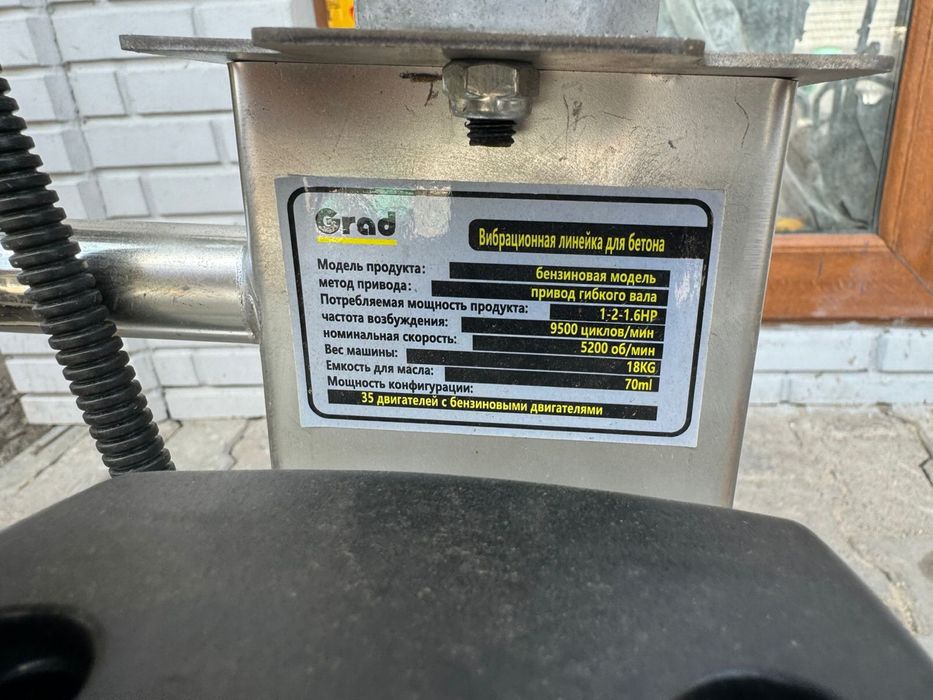 Grad
Вибрационная линейка для бетона
Модель продукта: бензиновая модель
метод привода: привод гибкого вала
Потребляемая мощность продукта: 1-2-1.6HP
частота возбуждения: 9500 циклов/мин
номинальная скорость: 5200 об/мин
Вес машины: 18KG
Емкость для масла: 70ml
Мощность конфигурации:
35 двигателей с бензиновыми двигателями